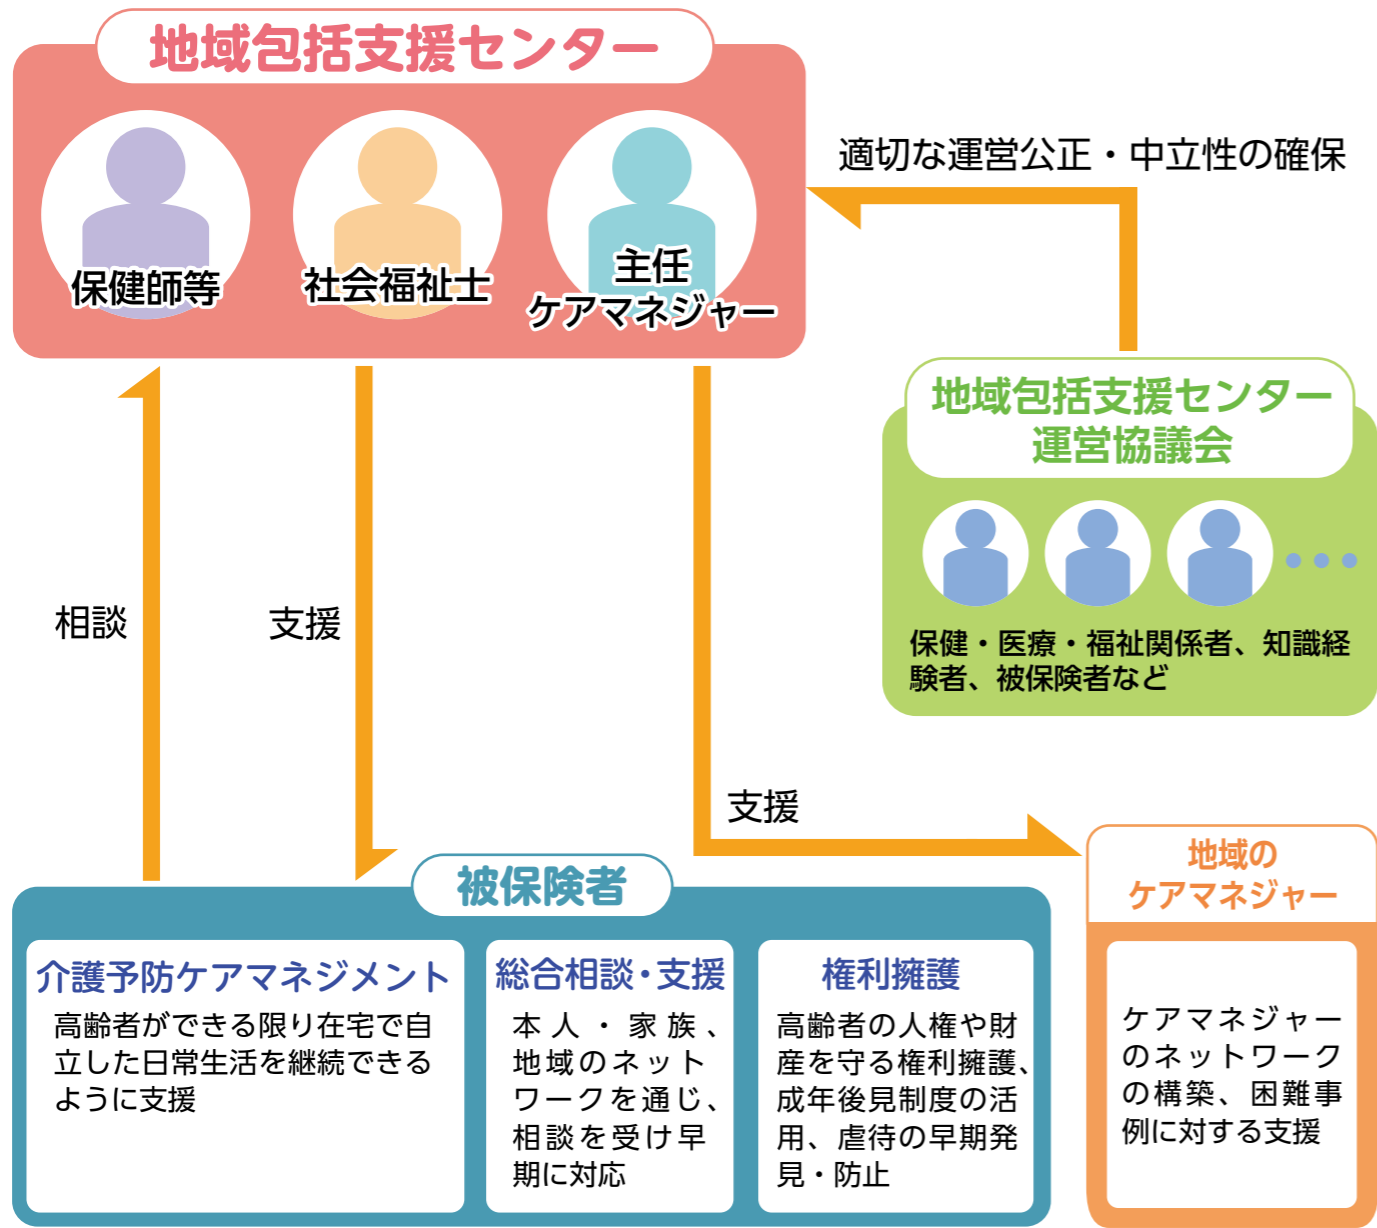 地域包括支援センター
保健師等
社会福祉士
主任
ケアマネジャー
適切な運営公正・中立性の確保
地域包括支援センター
運営協議会
保健・医療・福祉関係者、知識経
験者、被保険者など
相談
支援
支援
被保険者
介護予防ケアマネジメント
高齢者ができる限り在宅で自
立した日常生活を継続できる
ように支援
総合相談・支援
本人・家族、
地域のネット
ワークを通じ、
相談を受け早
期に対応
権利擁護
高齢者の人権や財
産を守る権利擁護、
成年後見制度の活
用、虐待の早期発
見・防止
地域の
ケアマネジャー
ケアマネジャー
のネットワーク
の構築、困難事
例に対する支援